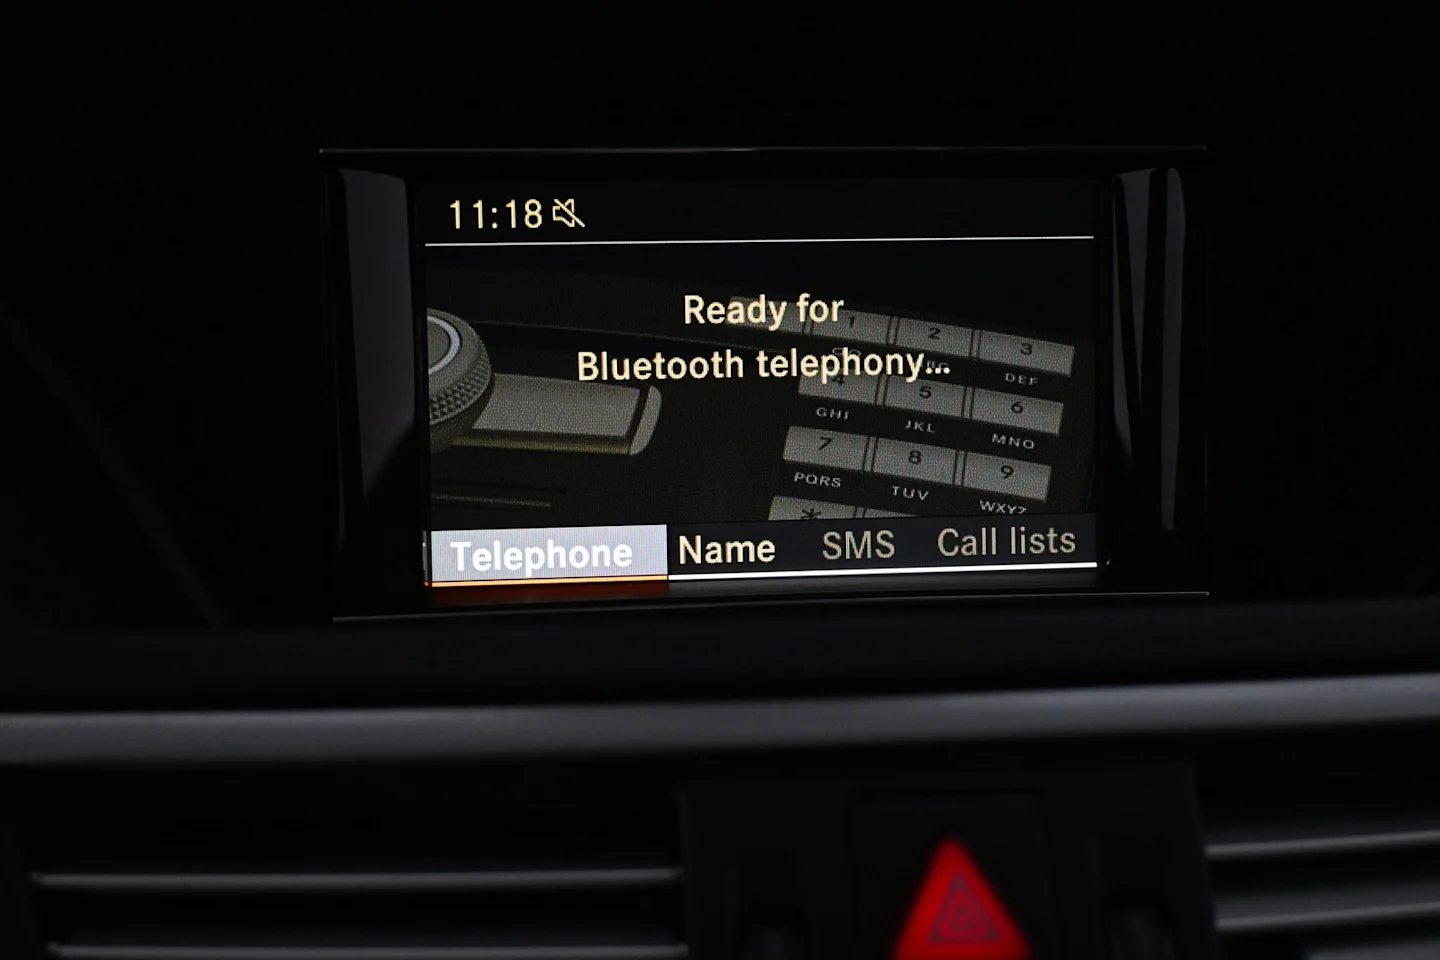 11:18
Ready for
Bluetooth telephony...
1 2 3
DEF
4 5 6
GHI JKL MNO
7 8 9
PQRS TUV WXYZ
*
Telephone Name SMS Call lists